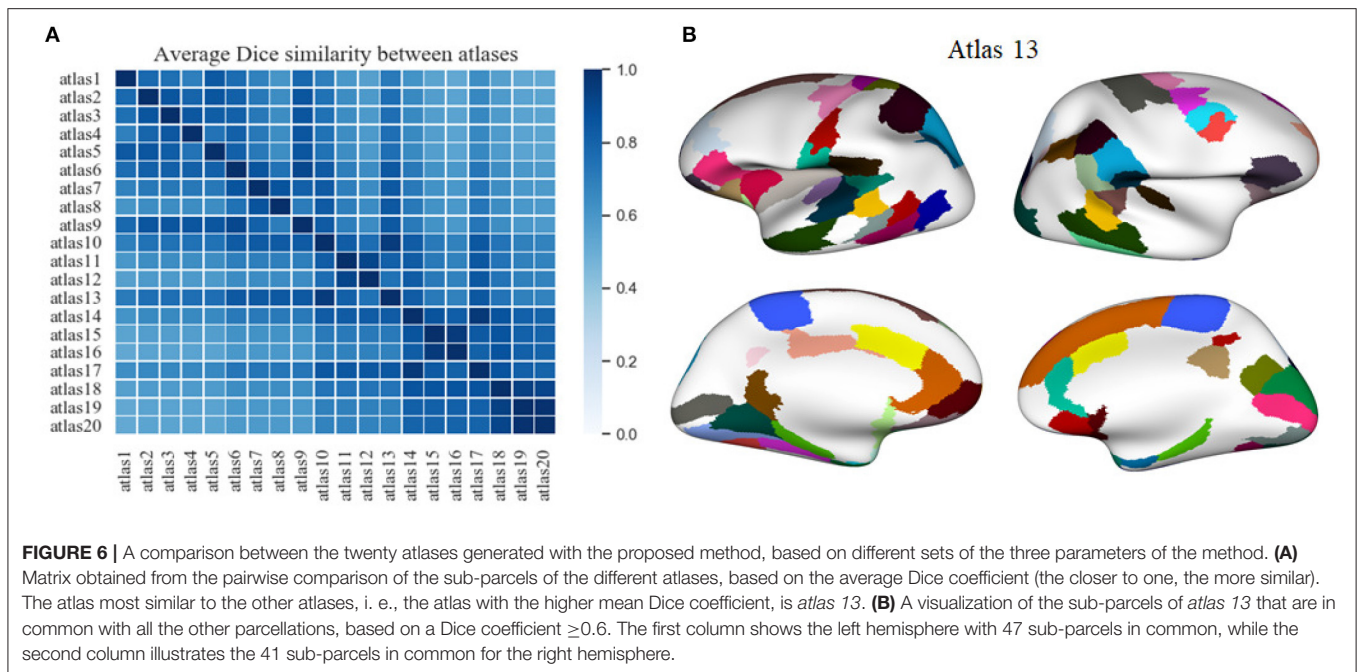 A
Average Dice similarity between atlases
atlas1
atlas2
atlas3
atlas4
atlas5
atlas6
atlas7
atlas8
atlas9
atlas10
atlas11
atlas12
atlas13
atlas14
atlas15
atlas16
atlas17
atlas18
atlas19
atlas20
atlas1
atlas2
atlas3
atlas4
atlas5
atlas6
atlas7
atlas8
atlas9
atlas10
atlas11
atlas12
atlas13
atlas14
atlas15
atlas16
atlas17
atlas18
atlas19
atlas20
1.0
0.8
0.6
0.4
0.2
0.0
B
Atlas 13
FIGURE 6 | A comparison between the twenty atlases generated with the proposed method, based on different sets of the three parameters of the method. (A)
Matrix obtained from the pairwise comparison of the sub-parcels of the different atlases, based on the average Dice coefficient (the closer to one, the more similar).
The atlas most similar to the other atlases, i. e., the atlas with the higher mean Dice coefficient, is atlas 13. (B) A visualization of the sub-parcels of atlas 13 that are in
common with all the other parcellations, based on a Dice coefficient ≥0.6. The first column shows the left hemisphere with 47 sub-parcels in common, while the
second column illustrates the 41 sub-parcels in common for the right hemisphere.